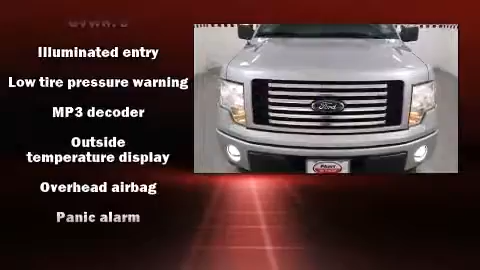 Illuminated entry
Low tire pressure warning
MP3 decoder
Outside
temperature display
Overhead airbag
Panic alarm
Ford